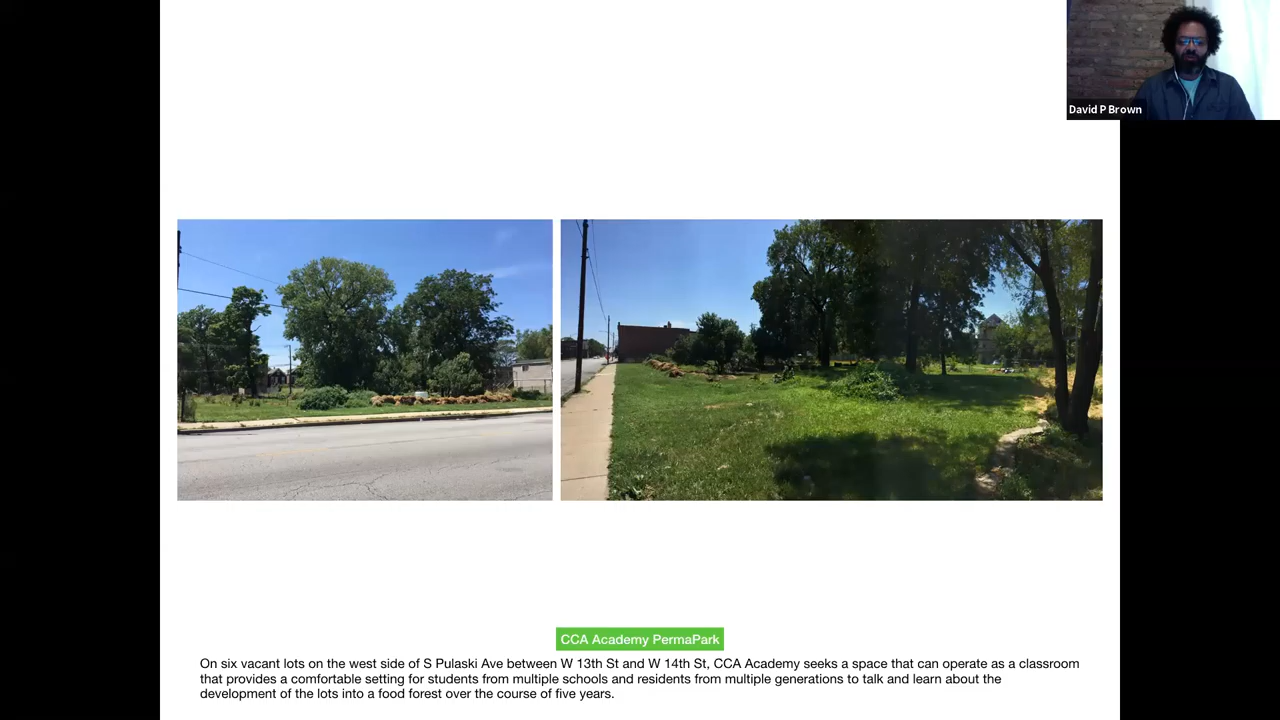 David P Brown
CCA Academy PermaPark
On six vacant lots on the west side of S Pulaski Ave between W 13th St and W 14th St, CCA Academy seeks a space that can operate as a classroom
that provides a comfortable setting for students from multiple schools and residents from multiple generations to talk and learn about the
development of the lots into a food forest over the course of five years.